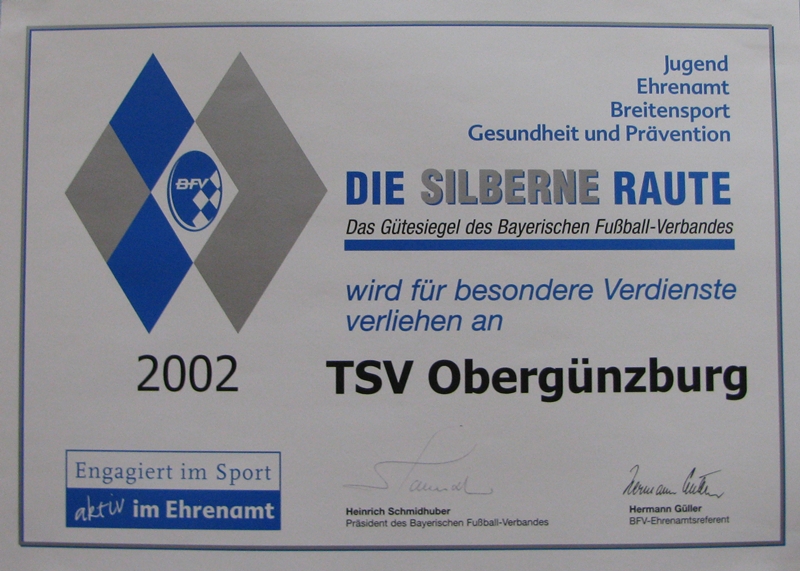 Jugend
Ehrenamt
Breitensport
Gesundheit und Prävention
BFV
DIE SILBERNE RAUTE
Das Gütesiegel des Bayerischen Fußball-Verbandes
wird für besondere Verdienste
verliehen an
2002
TSV Obergünzburg
Engagiert im Sport
aktiv im Ehrenamt
Hermann Güller
Heinrich Schmidhuber
Präsident des Bayerischen Fußball-Verbandes
Hermann Güller
BFV-Ehrenamtsreferent